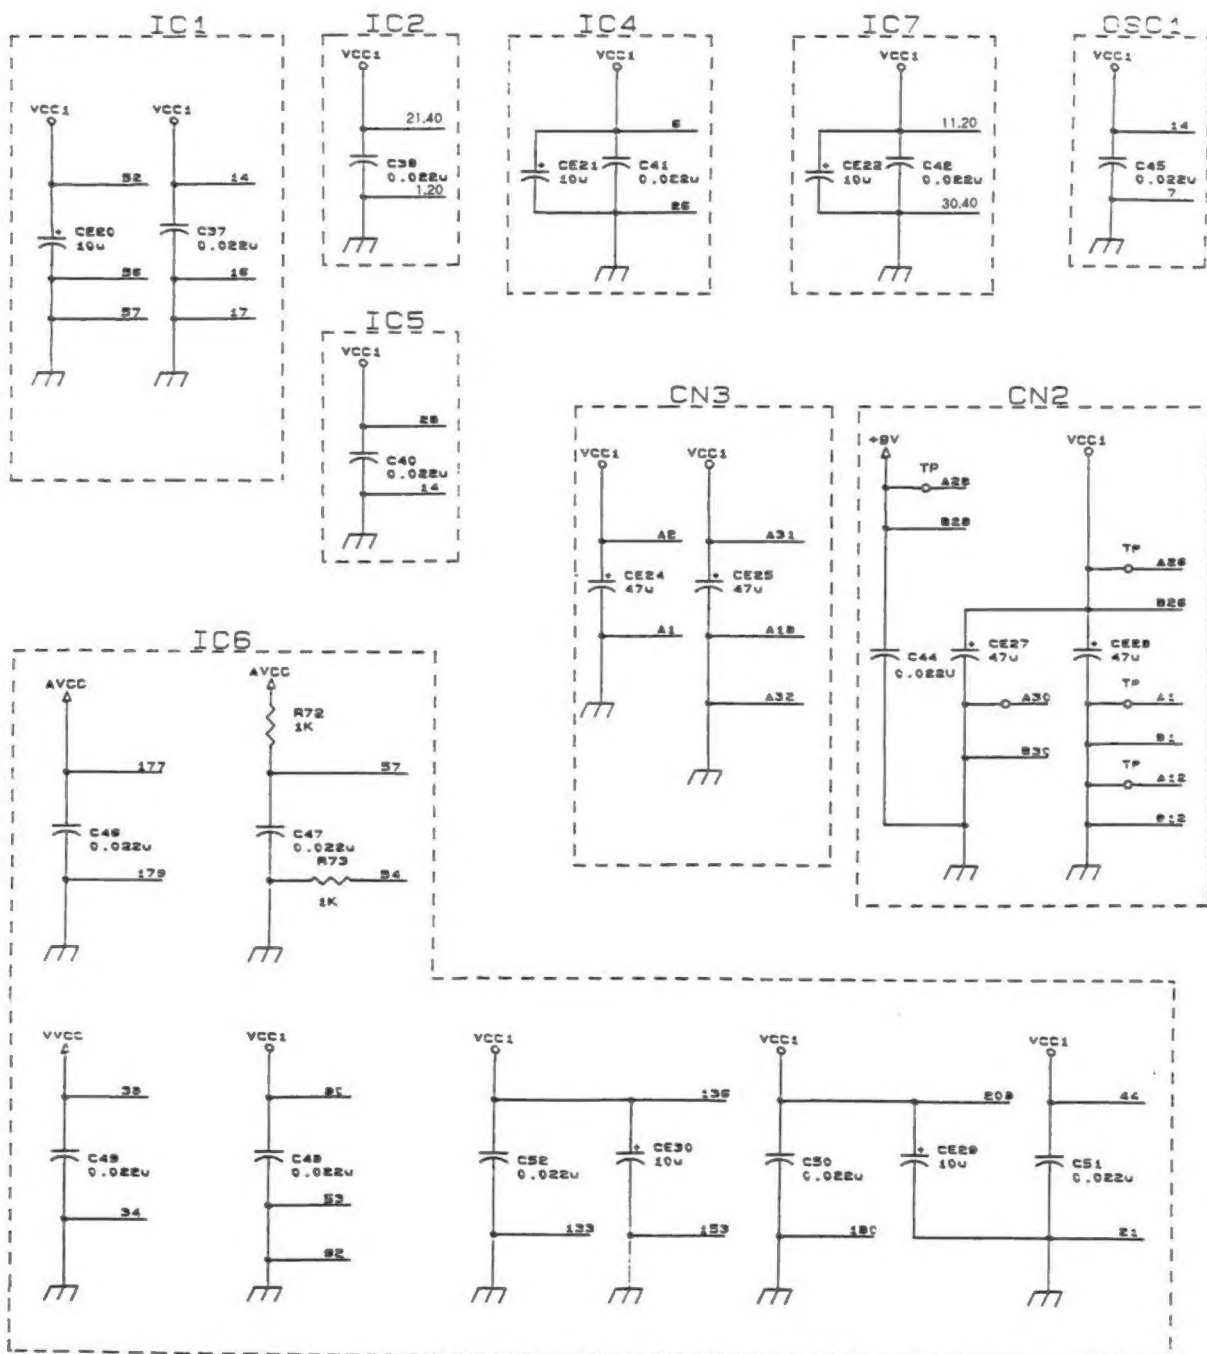 IC1
VCC1
52
CE20
10u
56
57
VCC1
14
C37
0.022u
16
17
IC2
VCC1
21.40
C38
0.022u
1.20
IC4
VCC1
6
CE21
10u
C41
0.022u
26
IC7
VCC1
11.20
CE22
10u
C42
0.022u
30.40
OSC1
VCC1
14
C45
0.022u
7
IC5
VCC1
28
C40
0.022u
14
CN3
VCC1
A2
CE24
47u
A1
VCC1
A31
CE25
47u
A18
A32
CN2
+9V
TP
A28
B28
C44
0.022u
VCC1
TP
A26
B26
CE27
47u
A30
B30
CE28
47u
TP
A1
B1
TP
A12
B12
IC6
AVCC
177
C46
0.022u
179
AVCC
R72
1K
57
C47
0.022u
R73
1K
54
VVCC
38
C49
0.022u
34
VCC1
C48
0.022u
53
82
VCC1
136
C52
0.022u
133
CE30
10u
153
VCC1
208
C50
0.022u
180
CE29
10u
VCC1
44
C51
0.022u
21